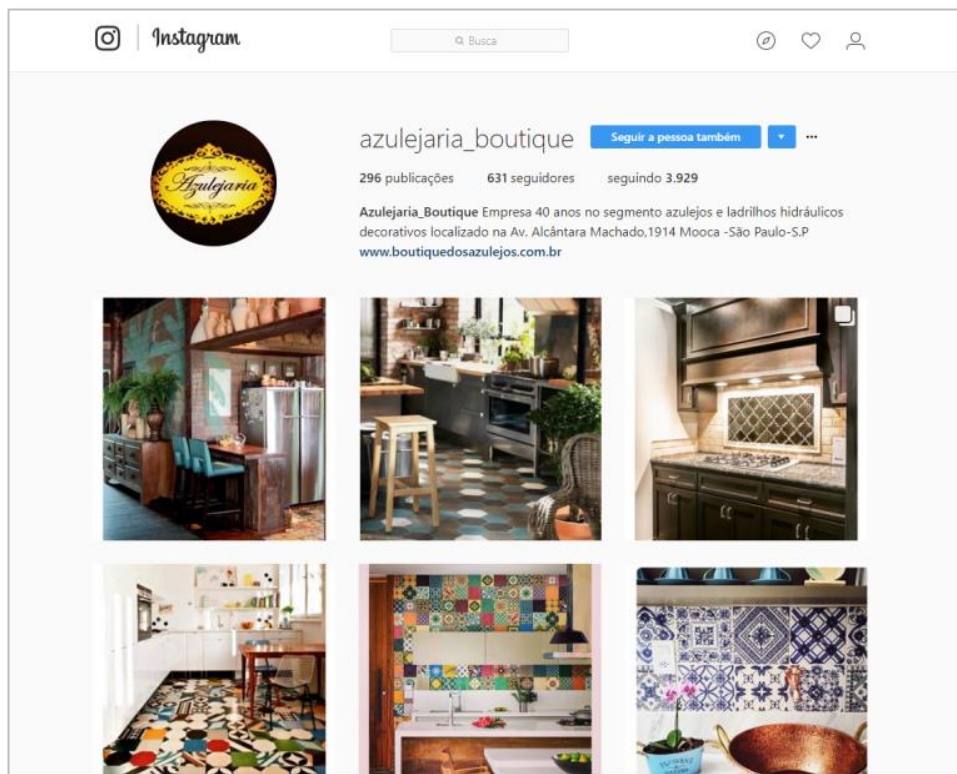 Instagram
Busca
azulejaria_boutique Seguir a pessoa também
296 publicações 631 seguidores seguindo 3.929
Azulejaria
Azulejaria_Boutique Empresa 40 anos no segmento azulejos e ladrilhos hidráulicos
decorativos localizado na Av. Alcântara Machado,1914 Mooca -São Paulo-S.P
www.boutiquedosazulejos.com.br